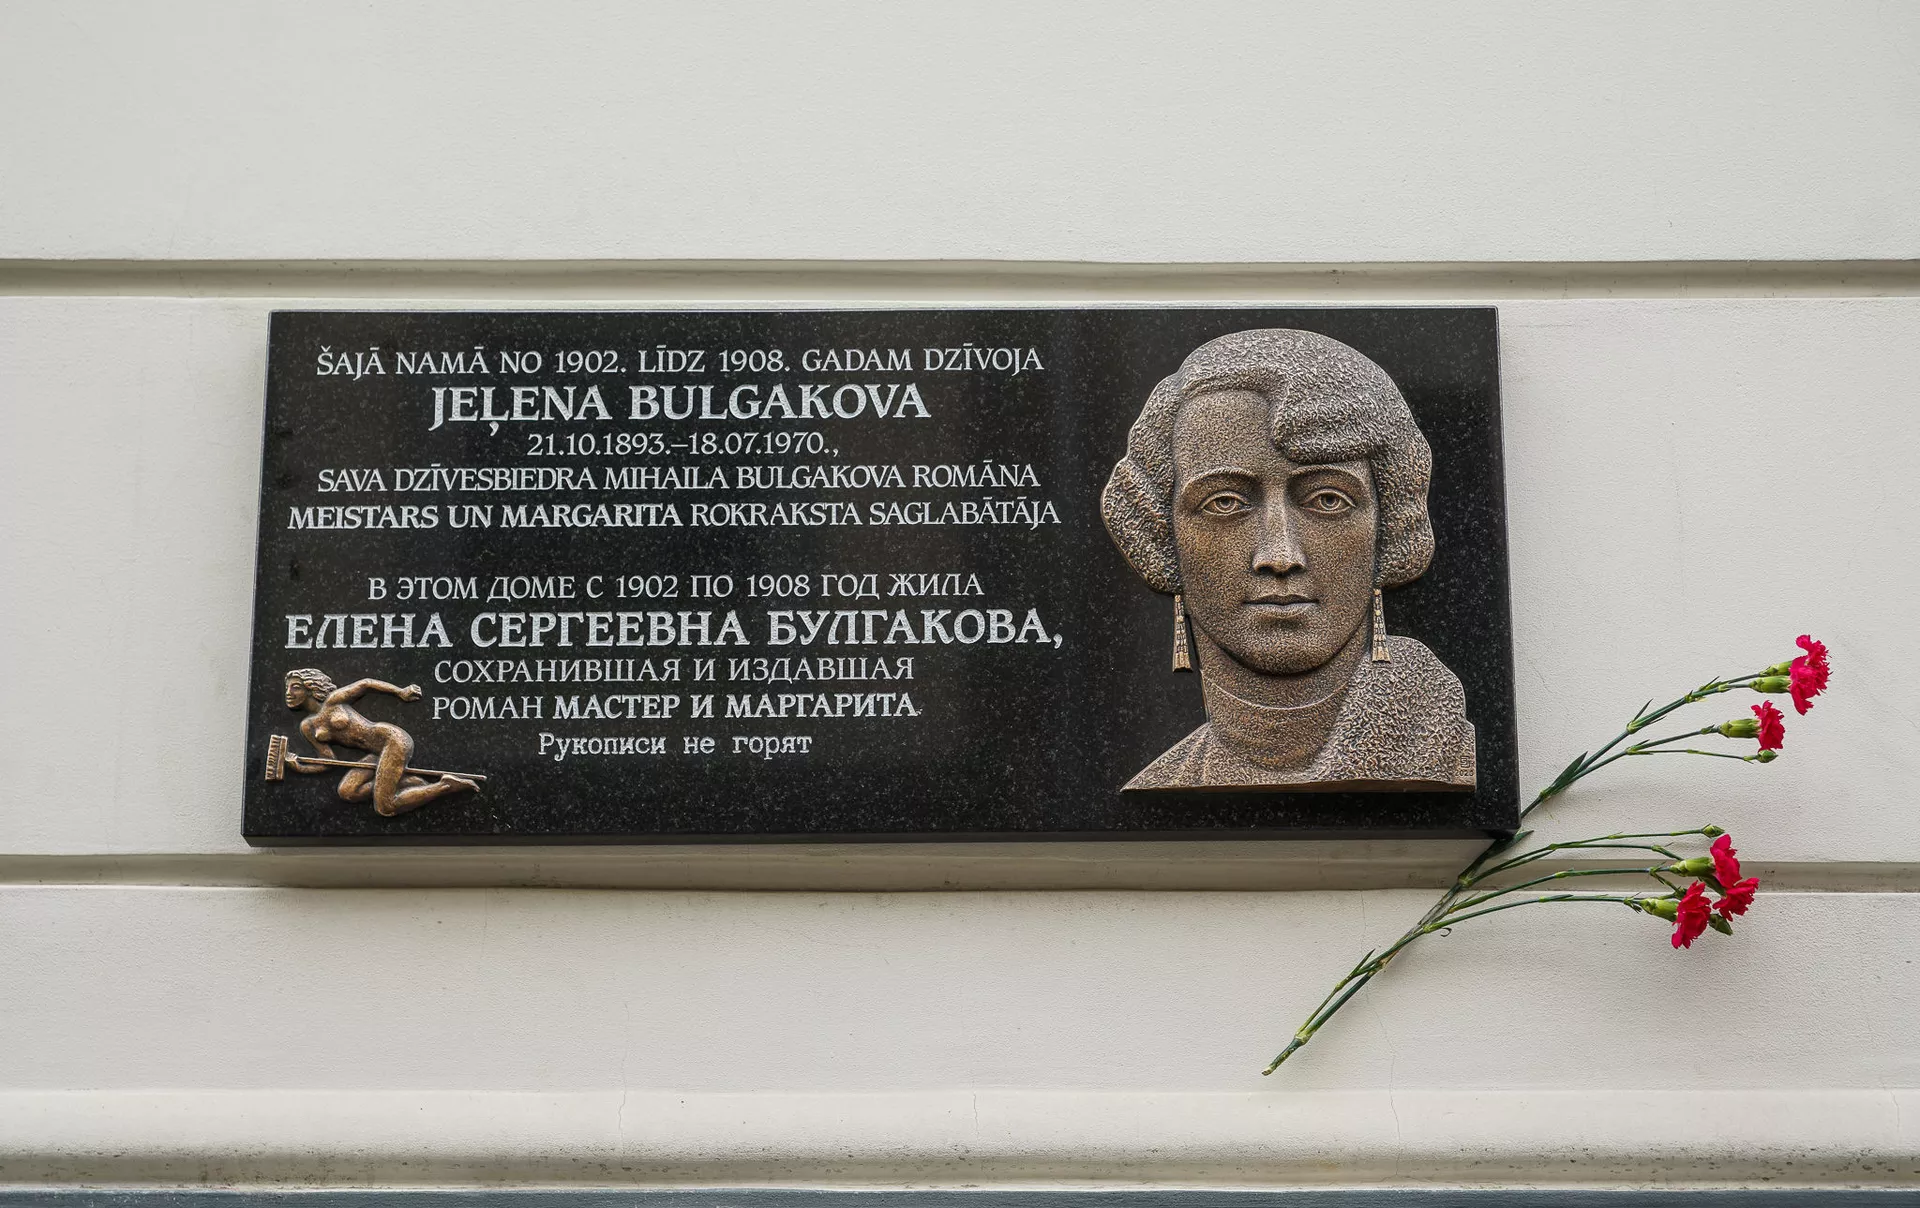 ŠAJĀ NAMĀ NO 1902. LĪDZ 1908. GADAM DZĪVOJA
JEĻENA BULGAKOVA
21.10.1893.–18.07.1970.,
SAVA DZĪVESBIEDRA MIHAILA BULGAKOVA ROMĀNA
MEISTARS UN MARGARITA ROKRAKSTA SAGLABĀTĀJA
В ЭТОМ ДОМЕ С 1902 ПО 1908 ГОД ЖИЛА
ЕЛЕНА СЕРГЕЕВНА БУЛГАКОВА,
СОХРАНИВШАЯ И ИЗДАВШАЯ
РОМАН МАСТЕР И МАРГАРИТА
Рукописи не горят